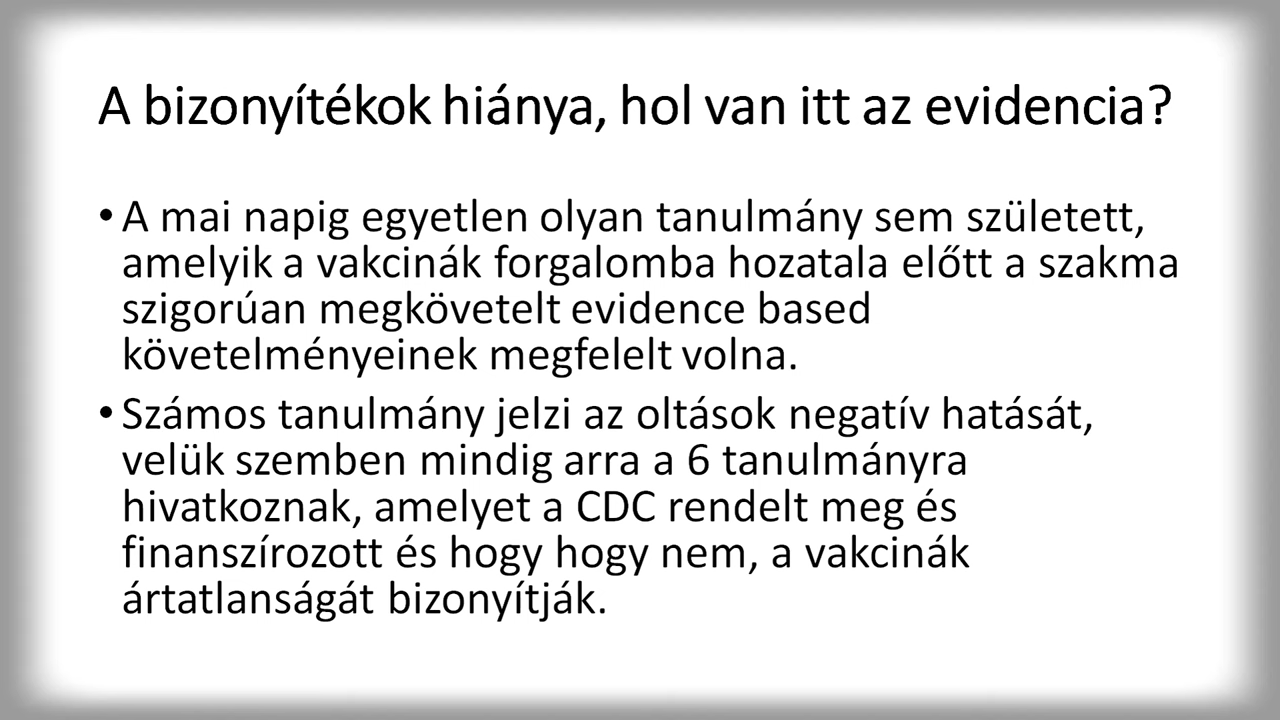 A bizonyítékok hiánya, hol van itt az evidencia?
• A mai napig egyetlen olyan tanulmány sem született,
amelyik a vakcinák forgalomba hozatala előtt a szakma
szigorúan megkövetelt evidence based
követelményeinek megfelelt volna.
• Számos tanulmány jelzi az oltások negatív hatását,
velük szemben mindig arra a 6 tanulmányra
hivatkoznak, amelyet a CDC rendelt meg és
finanszírozott és hogy hogy nem, a vakcinák
ártatlanságát bizonyítják.